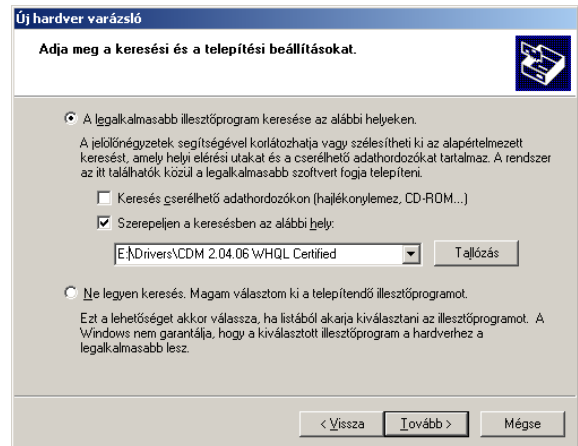 Új hardver varázsló
Adja meg a keresési és a telepítési beállításokat.
A legalkalmasabb illesztőprogram keresése az alábbi helyeken.
A jelölőnégyzetek segítségével korlátozhatja vagy szélesítheti ki az alapértelmezett
keresést, amely helyi elérési utakat és a cserélhető adathordozókat tartalmaz. A rendszer
az itt találhatók közül a legalkalmasabb szoftvert fogja telepíteni.
Keresés cserélhető adathordozókon (hajlékonylemez, CD-ROM...)
Szerepeljen a keresésben az alábbi hely:
E:\Drivers\CDM 2.04.06 WHQL Certified
Tallózás
Ne legyen keresés. Magam választom ki a telepítendő illesztőprogramot.
Ezt a lehetőséget akkor válassza, ha listából akarja kiválasztani az illesztőprogramot. A
Windows nem garantálja, hogy a kiválasztott illesztőprogram a hardverhez a
legalkalmasabb lesz.
< Vissza
Tovább >
Mégse